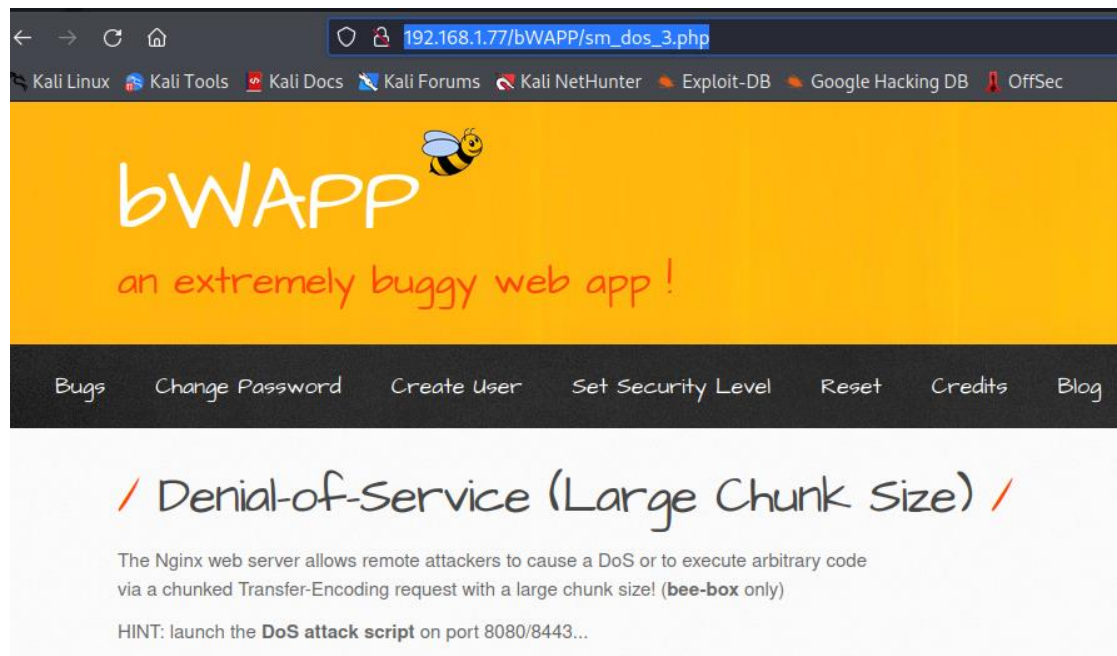 192.168.1.77/bWAPP/sm_dos_3.php
Kali Linux Kali Tools Kali Docs Kali Forums Kali NetHunter Exploit-DB Google Hacking DB OffSec
bWAPP
an extremely buggy web app !
Bugs Change Password Create User Set Security Level Reset Credits Blog
/ Denial-of-Service (Large Chunk Size) /
The Nginx web server allows remote attackers to cause a DoS or to execute arbitrary code
via a chunked Transfer-Encoding request with a large chunk size! (bee-box only)
HINT: launch the DoS attack script on port 8080/8443...